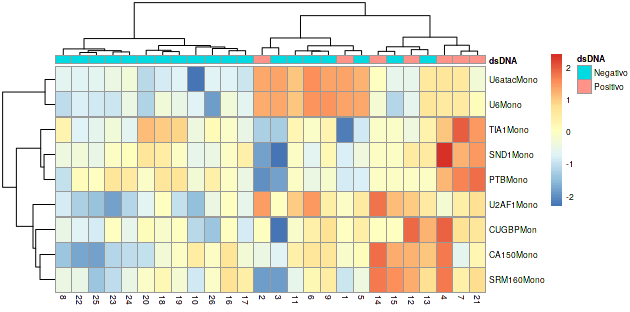 dsDNA
U6atacMono
U6Mono
TIA1Mono
SND1Mono
PTBMono
U2AF1Mono
CUGBPMon
CA150Mono
SRM160Mono
8 22 25 23 24 20 18 19 10 26 16 17 2 3 11 6 9 1 5 14 15 12 13 4 7 21
2
1
0
-1
-2
dsDNA
Negativo
Positivo